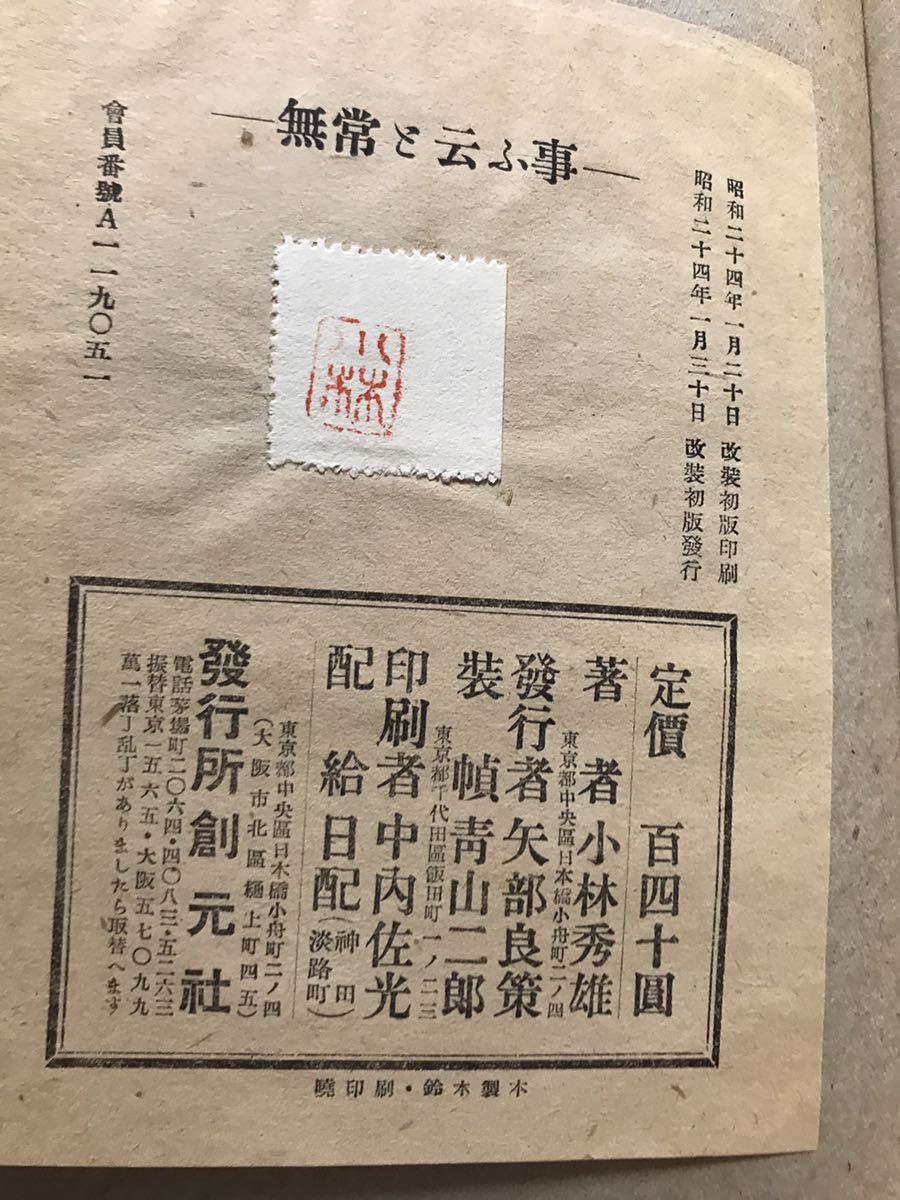 ―無常と云ふ事―
昭和二十四年一月二十日 改裝初版印刷
昭和二十四年一月三十日 改裝初版發行
小林
會員番號A一一九〇五一
定價 百四十圓
著者 小林秀雄
東京都中央區日本橋小舟町二ノ四
發行者 矢部良策
裝幀 靑山二郎
東京都千代田區飯田町一ノ二三
印刷者 中內佐光
配給 日配(神田淡路町)
東京都中央區日本橋小舟町二ノ四
(大阪市北區樋上町四五)
發行所 創元社
電話茅場町二〇六四・四〇八三・五二六三
振替東京一五六五・大阪五七〇九九
萬一落丁乱丁がありましたら取替へます
曉印刷・鈴木製本